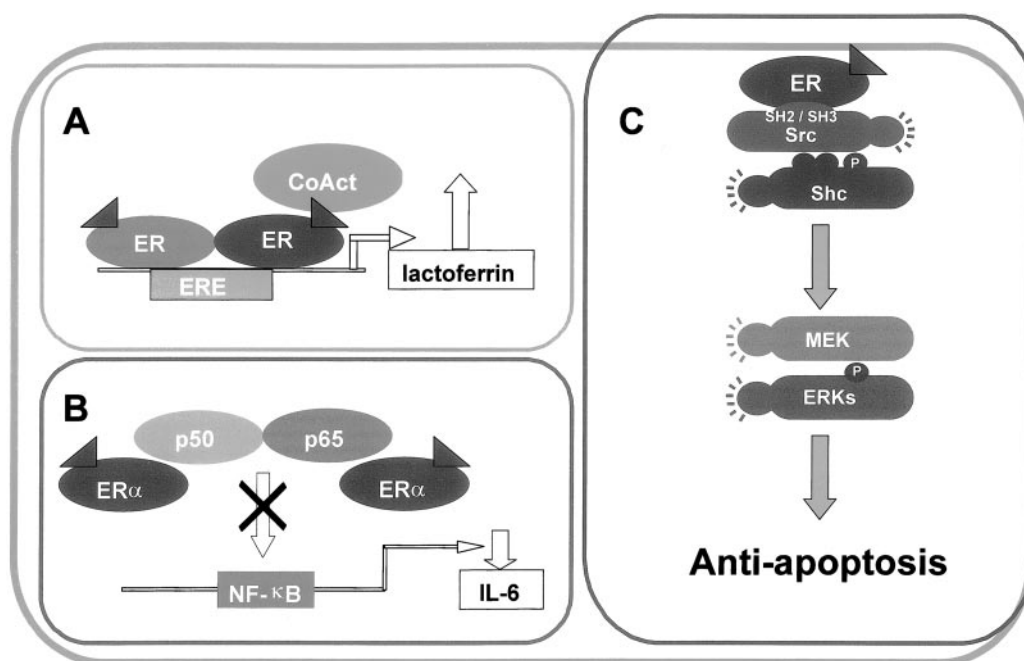 A
CoAct
ER
ER
ERE
lactoferrin
B
p50
p65
ERα
ERα
NF-κB
IL-6
C
ER
SH2 / SH3
Src
P
Shc
MEK
P
ERKs
Anti-apoptosis